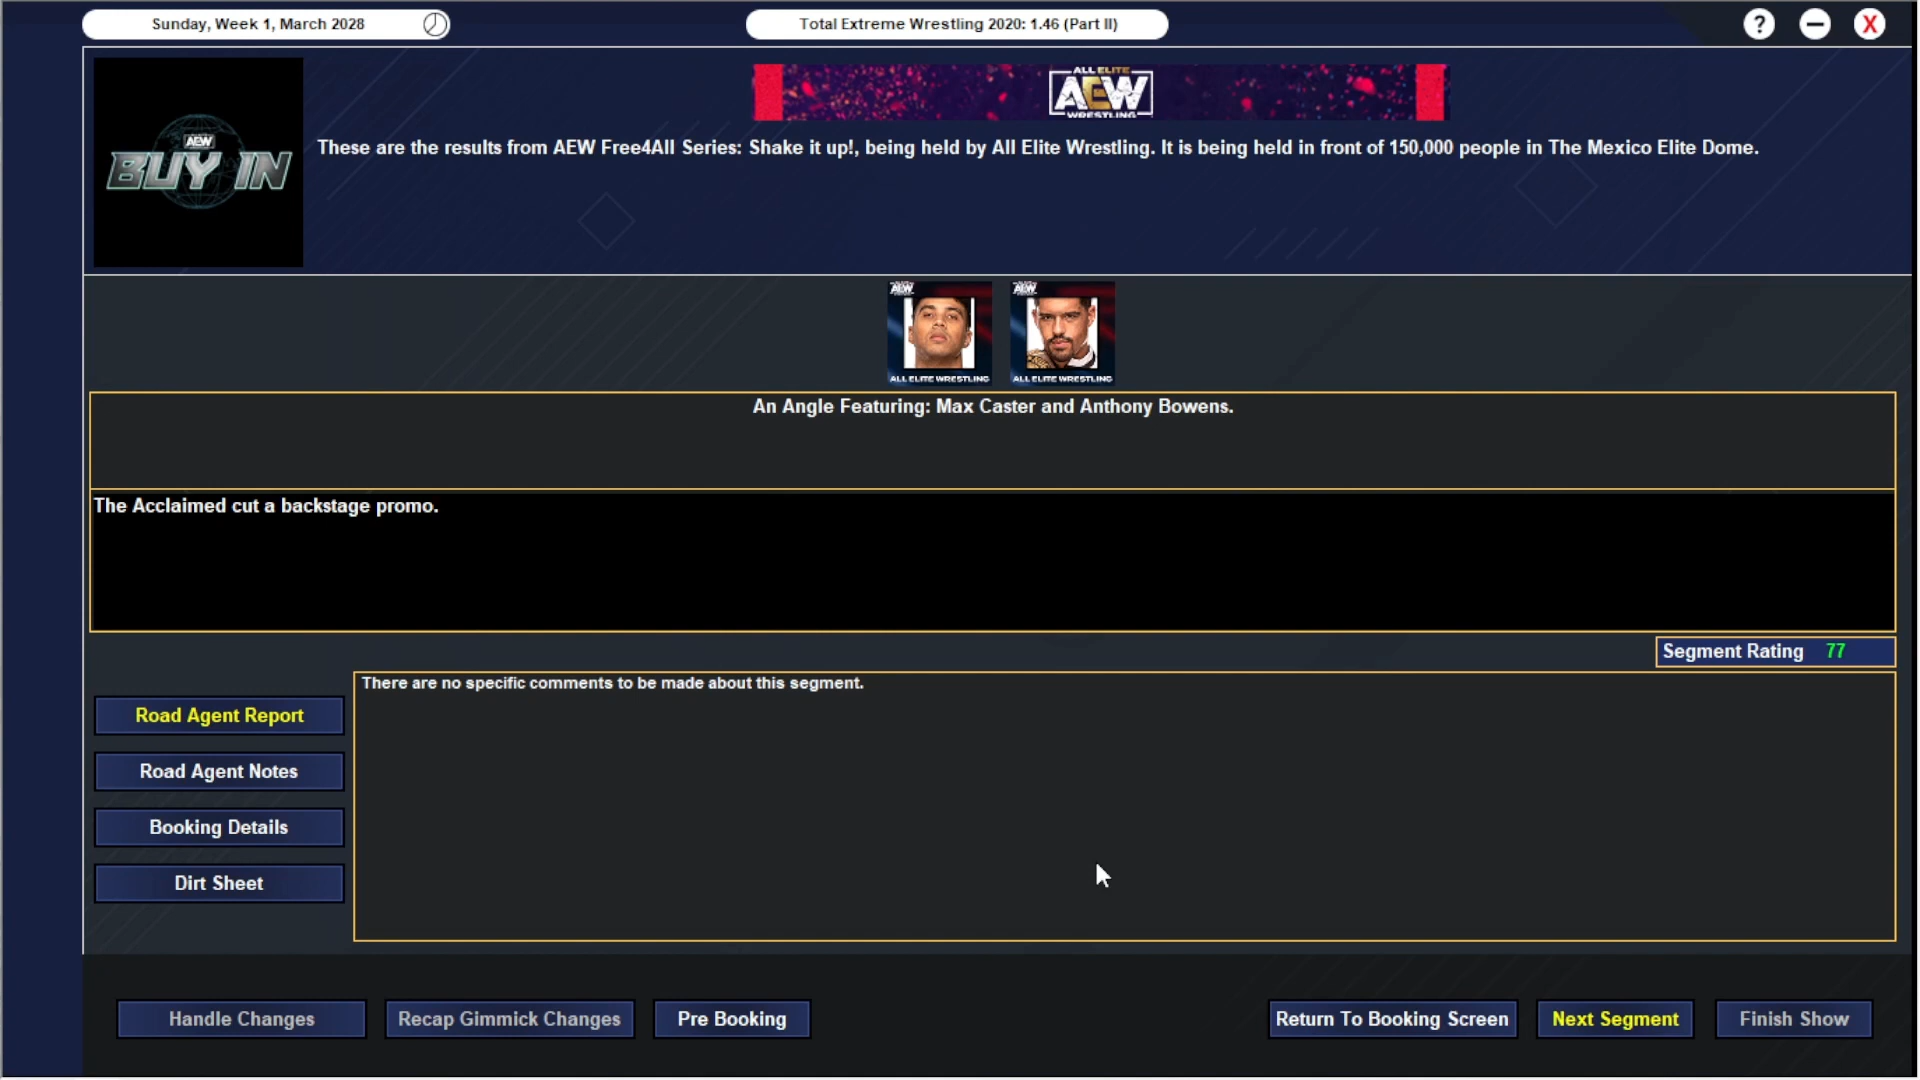 Sunday, Week 1, March 2028
Total Extreme Wrestling 2020: 1.46 (Part II)
?
X
ALL ELITE
AEW
WRESTLING
AEW
BUY IN
These are the results from AEW Free4All Series: Shake it up!, being held by All Elite Wrestling. It is being held in front of 150,000 people in The Mexico Elite Dome.
AEW
AEW
ALL ELITE WRESTLING
ALL ELITE WRESTLING
An Angle Featuring: Max Caster and Anthony Bowens.
The Acclaimed cut a backstage promo.
Segment Rating 77
There are no specific comments to be made about this segment.
Road Agent Report
Road Agent Notes
Booking Details
Dirt Sheet
Handle Changes
Recap Gimmick Changes
Pre Booking
Return To Booking Screen
Next Segment
Finish Show